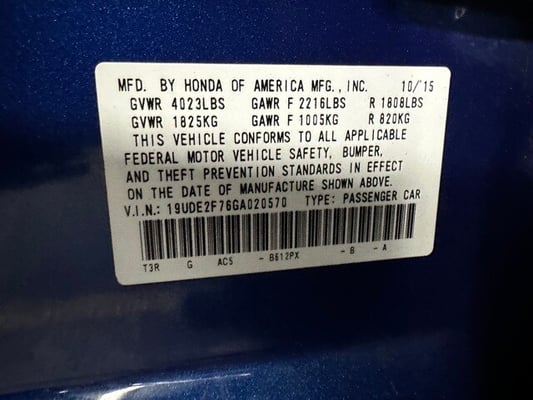 MFD. BY HONDA OF AMERICA MFG., INC. 10/15
GVWR 4023LBS GAWR F 2216LBS R 1808LBS
GVWR 1825KG GAWR F 1005KG R 820KG
THIS VEHICLE CONFORMS TO ALL APPLICABLE
FEDERAL MOTOR VEHICLE SAFETY, BUMPER,
AND THEFT PREVENTION STANDARDS IN EFFECT
ON THE DATE OF MANUFACTURE SHOWN ABOVE.
V.I.N.: 19UDE2F76GA020570 TYPE: PASSENGER CAR
T3R G AC5 - B612PX - B - A